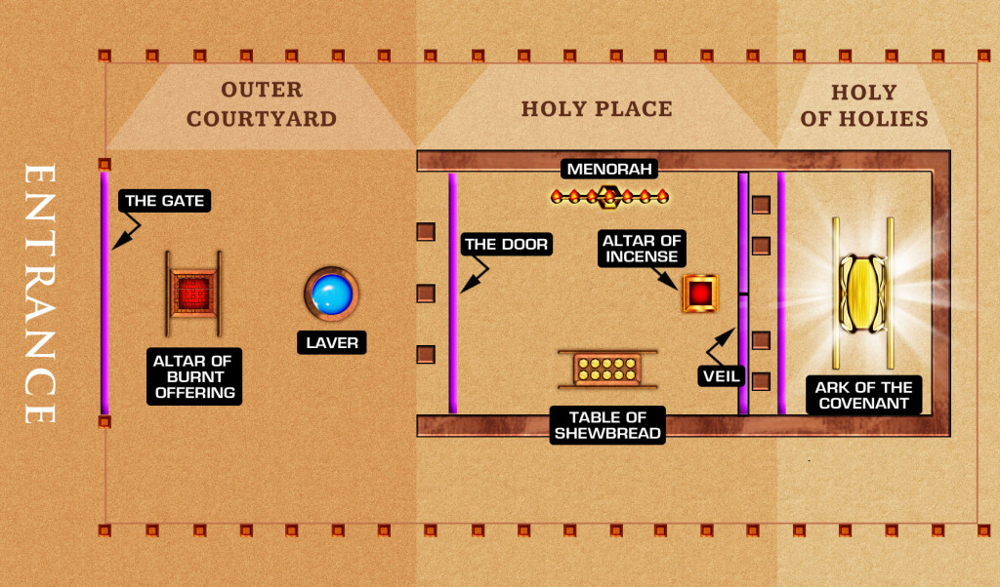 OUTER
COURTYARD
HOLY PLACE
HOLY
OF HOLIES
ENTRANCE
THE GATE
ALTAR OF
BURNT
OFFERING
LAVER
THE DOOR
MENORAH
ALTAR OF
INCENSE
TABLE OF
SHEWBREAD
VEIL
ARK OF THE
COVENANT